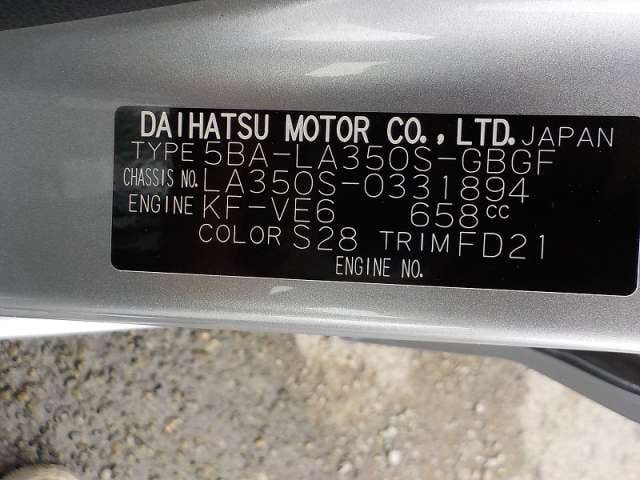 DAIHATSU MOTOR CO., LTD. JAPAN
TYPE 5BA-LA350S-GBGF
CHASSIS NO. LA350S-0331894
ENGINE KF-VE6 658cc
COLOR S28 TRIM FD21
ENGINE NO.